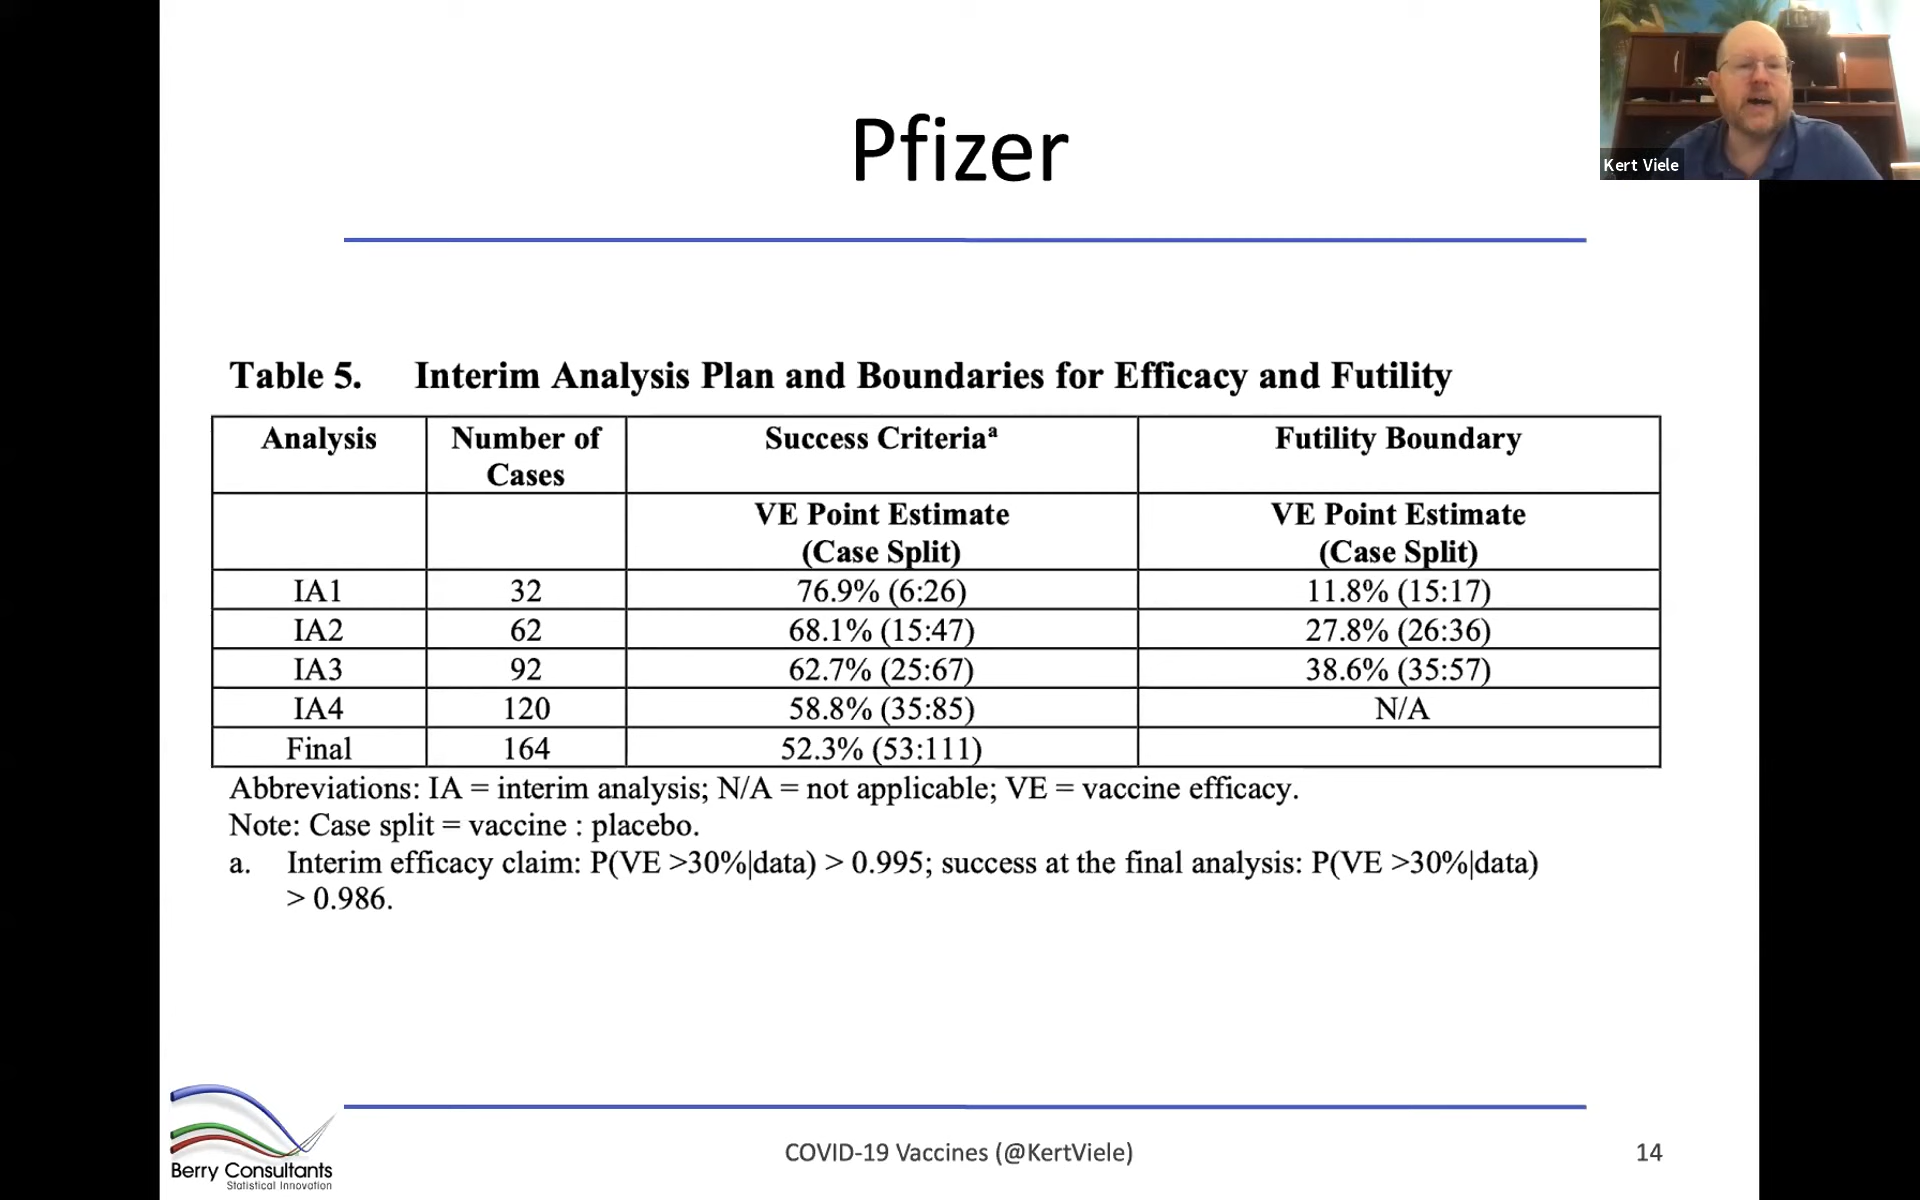 Pfizer
Kert Viele
Table 5. Interim Analysis Plan and Boundaries for Efficacy and Futility
Analysis Number of Cases Success Criteriaª Futility Boundary
VE Point Estimate (Case Split) VE Point Estimate (Case Split)
IA1 32 76.9% (6:26) 11.8% (15:17)
IA2 62 68.1% (15:47) 27.8% (26:36)
IA3 92 62.7% (25:67) 38.6% (35:57)
IA4 120 58.8% (35:85) N/A
Final 164 52.3% (53:111)
Abbreviations: IA = interim analysis; N/A = not applicable; VE = vaccine efficacy.
Note: Case split = vaccine : placebo.
a. Interim efficacy claim: P(VE >30%|data) > 0.995; success at the final analysis: P(VE >30%|data)
> 0.986.
Berry Consultants
Statistical Innovation
COVID-19 Vaccines (@KertViele)
14